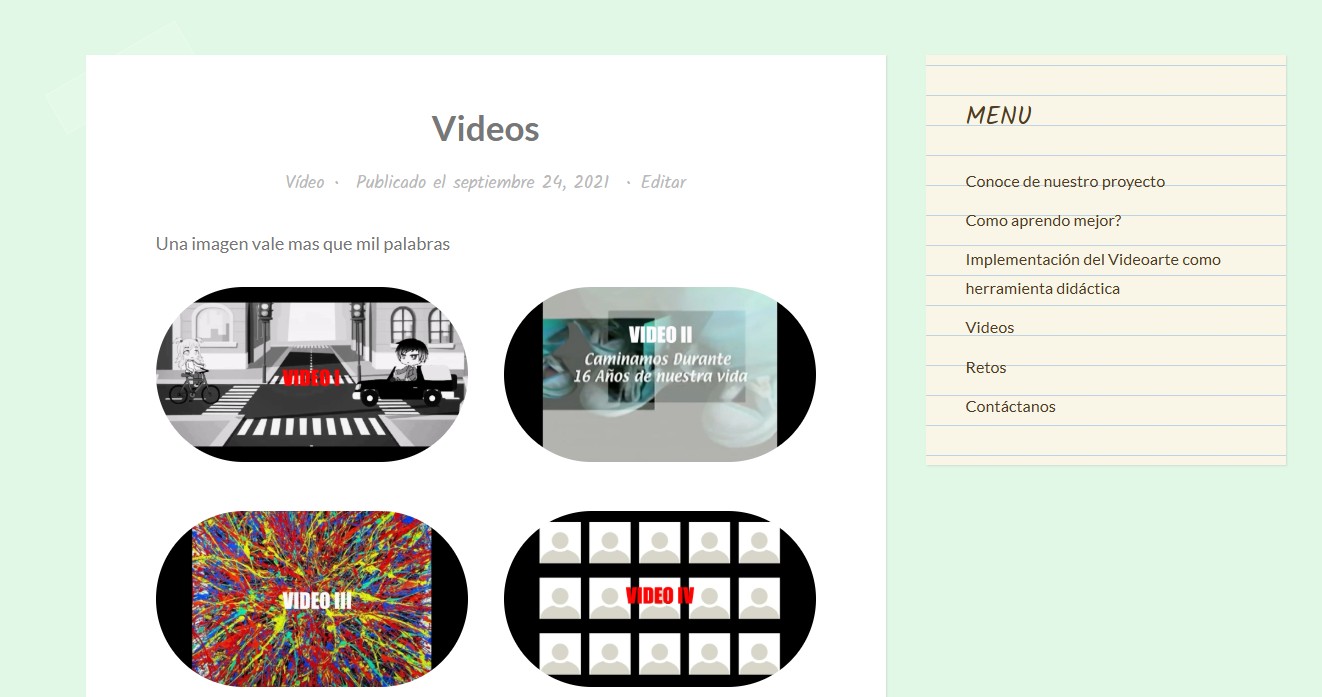 Videos
Vídeo · Publicado el septiembre 24, 2021 · Editar
Una imagen vale mas que mil palabras
VIDEO I
VIDEO II
Caminamos Durante
16 Años de nuestra vida
VIDEO III
VIDEO IV
MENU
Conoce de nuestro proyecto
Como aprendo mejor?
Implementación del Videoarte como
herramienta didáctica
Videos
Retos
Contáctanos